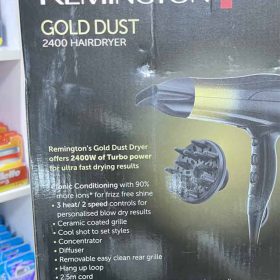 REMINGTON
GOLD DUST
2400 HAIRDRYER
Remington's Gold Dust Dryer
offers 2400W of Turbo power
for ultra fast drying results
Ionic Conditioning with 90%
more ions* for frizz free shine
• 3 heat/ 2 speed controls for
personalised blow dry results
• Ceramic coated grille
• Cool shot to set styles
• Concentrator
• Diffuser
• Removable easy clean rear grille
• Hang up loop
• 2.5m cord